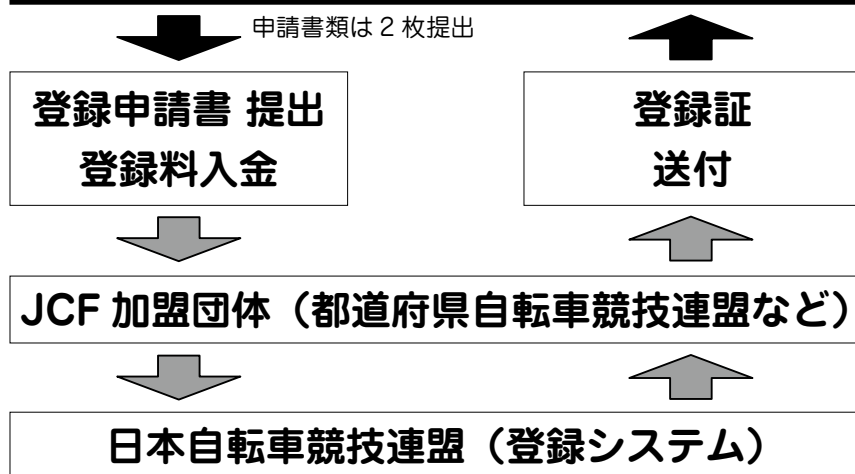 申請書類は 2 枚提出
登録申請書 提出
登録料入金
登録証
送付
JCF 加盟団体（都道府県自転車競技連盟など）
日本自転車競技連盟（登録システム）